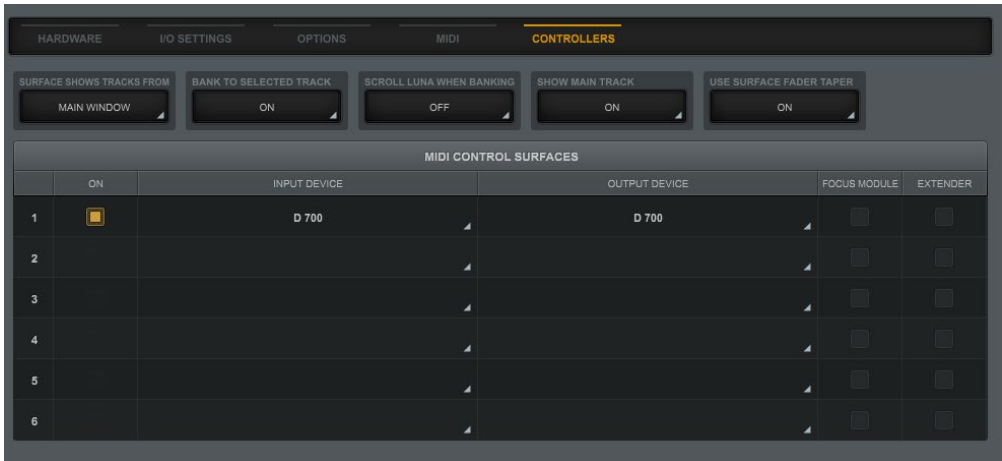 HARDWARE I/O SETTINGS OPTIONS MIDI CONTROLLERS
SURFACE SHOWS TRACKS FROM BANK TO SELECTED TRACK SCROLL LUNA WHEN BANKING SHOW MAIN TRACK USE SURFACE FADER TAPER
MAIN WINDOW ON OFF ON ON
MIDI CONTROL SURFACES
ON INPUT DEVICE OUTPUT DEVICE FOCUS MODULE EXTENDER
1 D 700 D 700
2
3
4
5
6